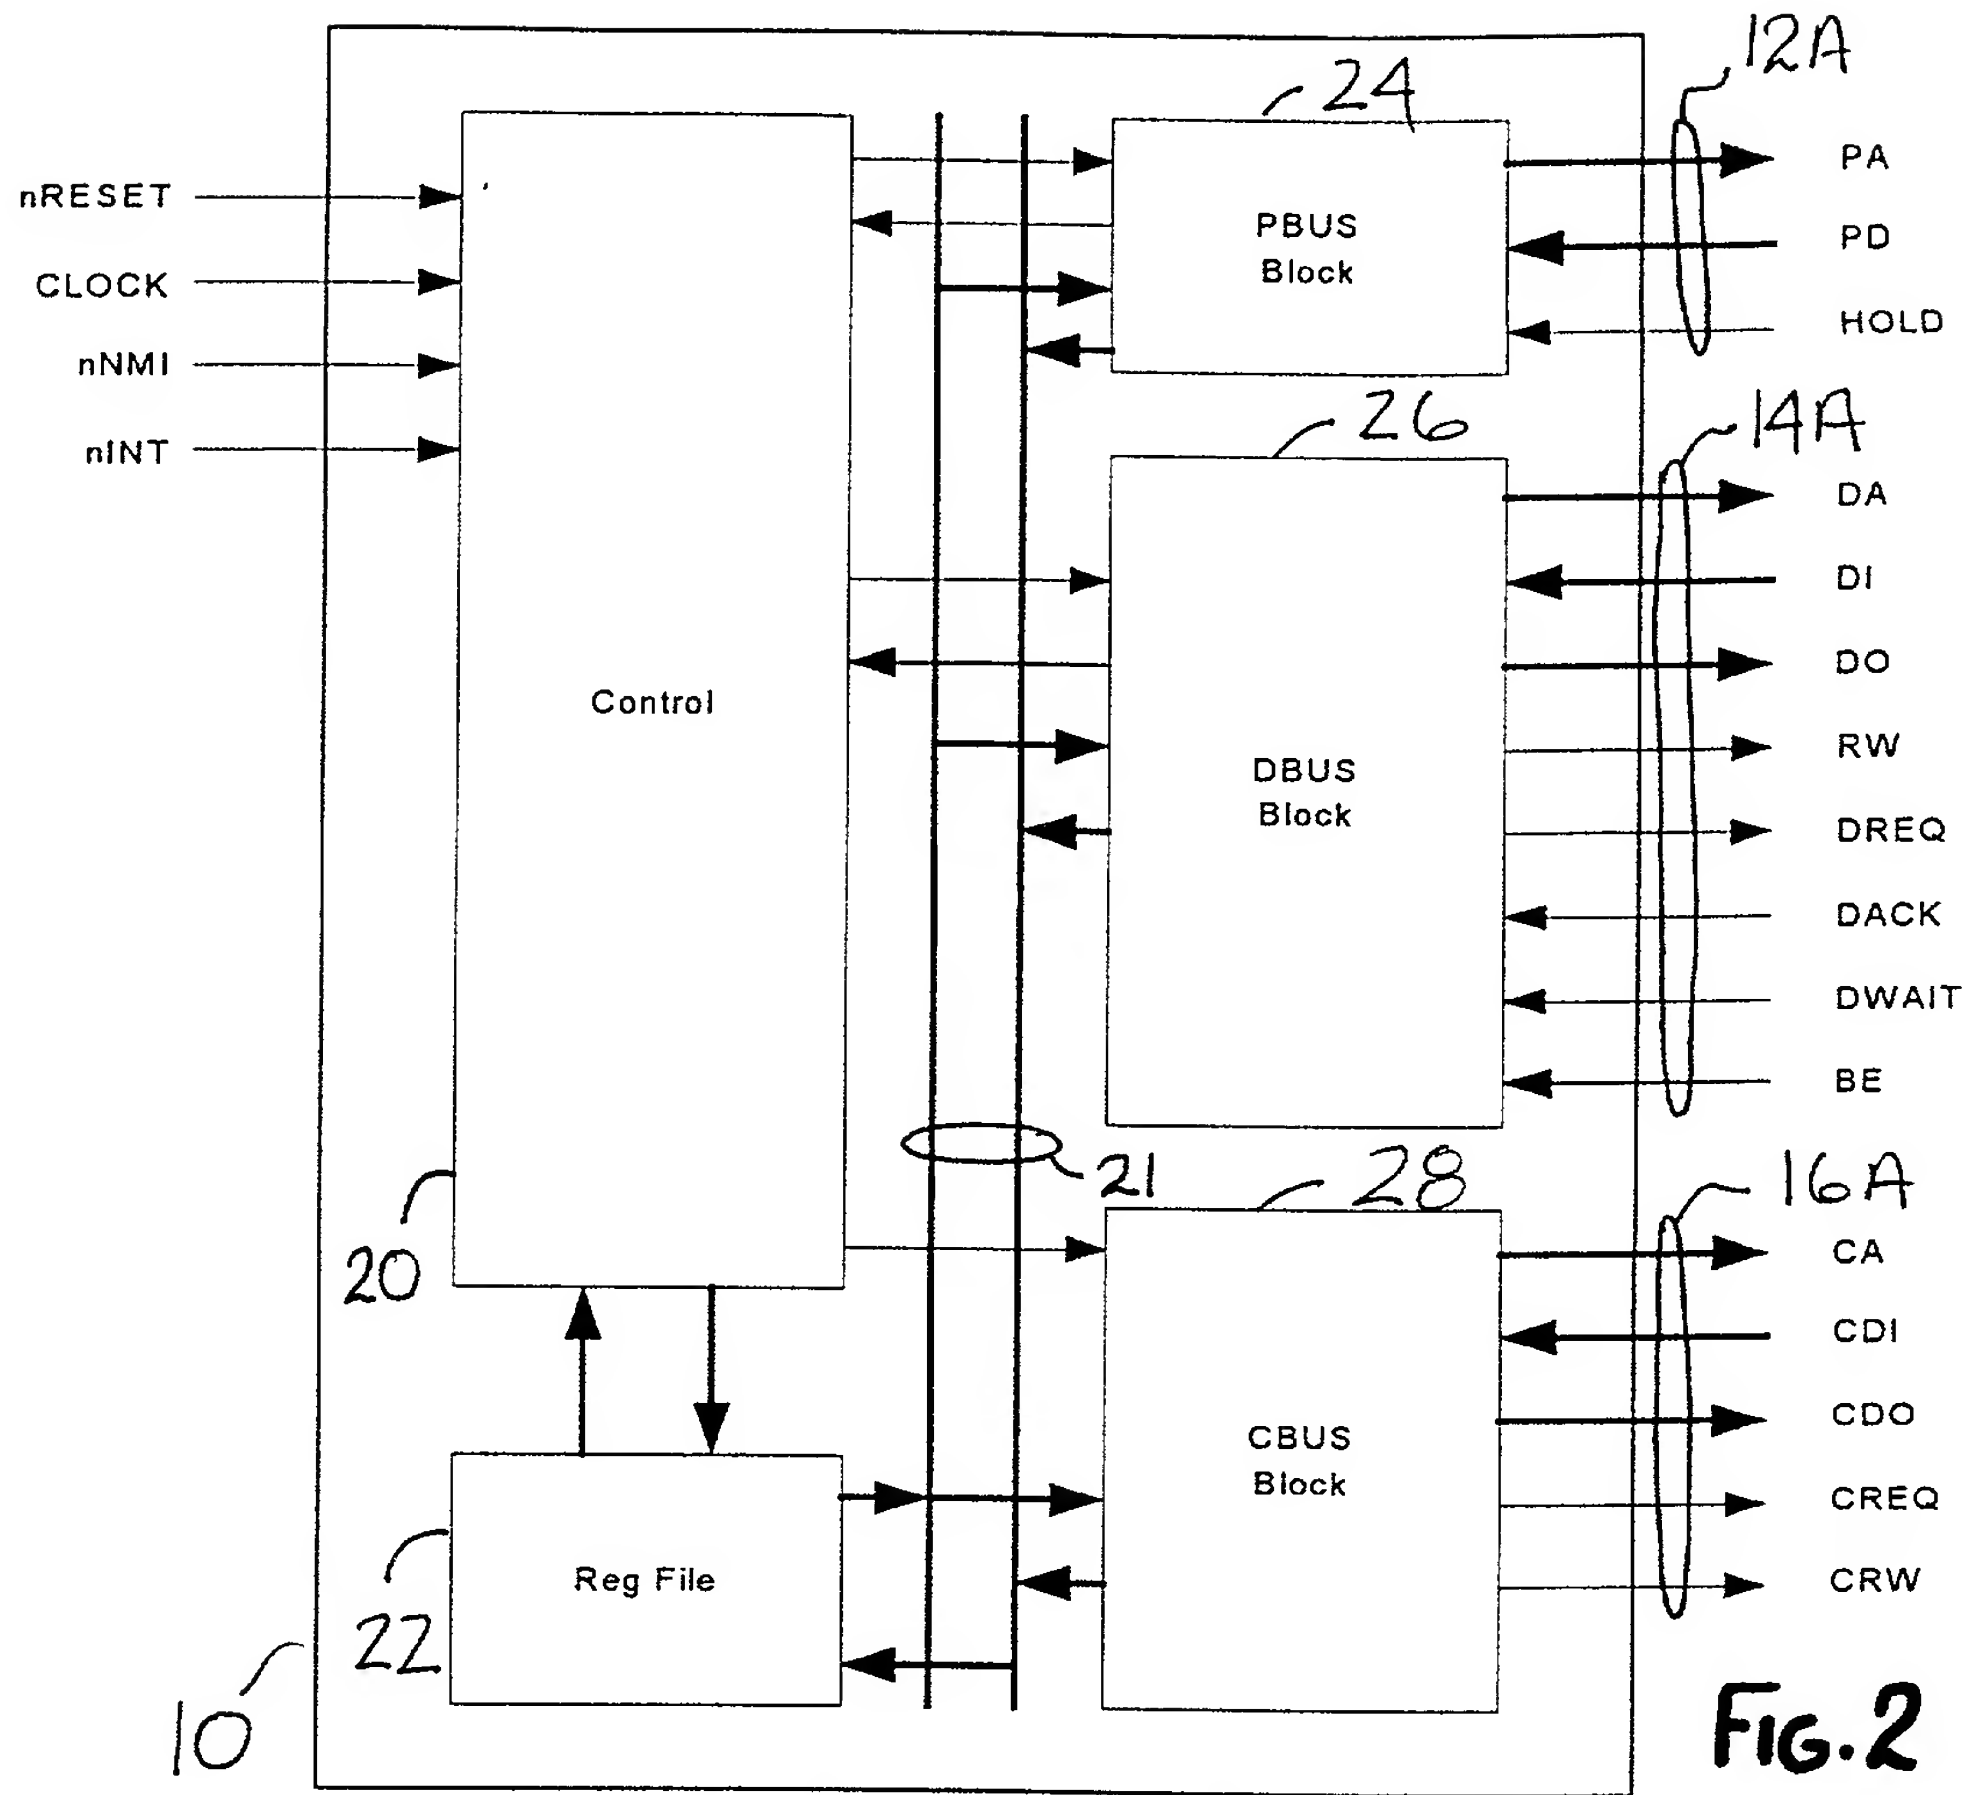 12A
24
PA
nRESET
PBUS
Block
PD
CLOCK
HOLD
nNMI
26
14A
nINT
DA
DI
DO
Control
RW
DBUS
Block
DREQ
DACK
DWAIT
BE
21
28
16A
20
CA
CDI
CDO
CBUS
Block
CREQ
Reg File
CRW
22
10
FIG.2